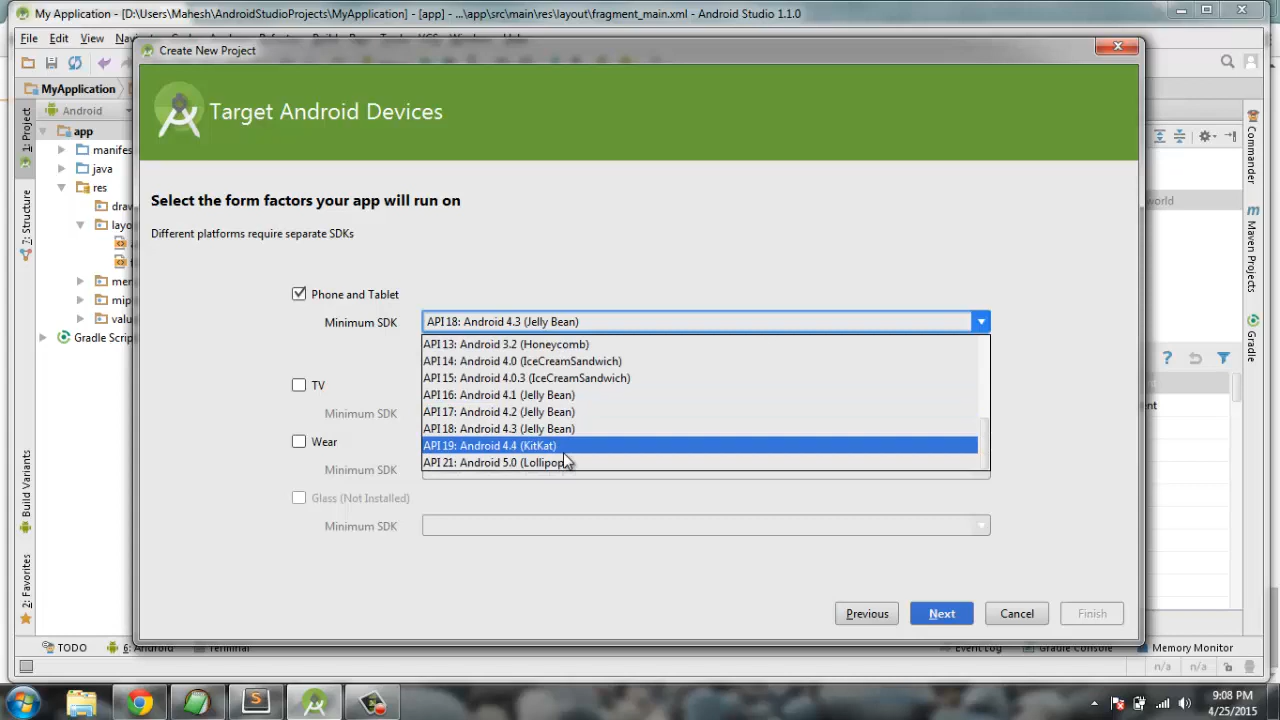 My Application - [D:\Users\Mahesh\AndroidStudioProjects\MyApplication] - [app] - ...\app\src\main\res\layout\fragment_main.xml - Android Studio 1.1.0
File Edit View
Create New Project
MyApplication
Target Android Devices
Android
1: Project
app
manifes
java
res
draw
layou
men
mip
valu
Gradle Scrip
7: Structure
Build Variants
2: Favorites
Commander
Maven Projects
Gradle
world
nt
Select the form factors your app will run on
Different platforms require separate SDKs
Phone and Tablet
Minimum SDK API 18: Android 4.3 (Jelly Bean)
API 13: Android 3.2 (Honeycomb)
API 14: Android 4.0 (IceCreamSandwich)
API 15: Android 4.0.3 (IceCreamSandwich)
API 16: Android 4.1 (Jelly Bean)
API 17: Android 4.2 (Jelly Bean)
API 18: Android 4.3 (Jelly Bean)
API 19: Android 4.4 (KitKat)
API 21: Android 5.0 (Lollipop
TV
Minimum SDK
Wear
Minimum SDK
Glass (Not Installed)
Minimum SDK
Previous Next Cancel Finish
TODO 6: Android Terminal Event Log Gradle Console Memory Monitor
n/a n/a
9:08 PM
4/25/2015